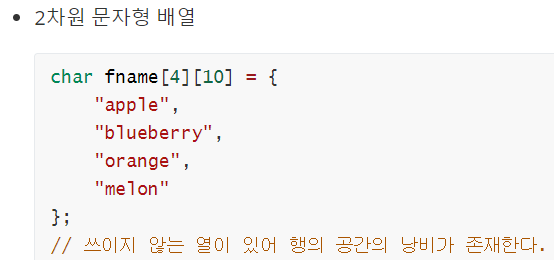 • 2차원 문자형 배열
char fname[4][10] = {
    "apple",
    "blueberry",
    "orange",
    "melon"
};
// 쓰이지 않는 열이 있어 행의 공간의 낭비가 존재한다.